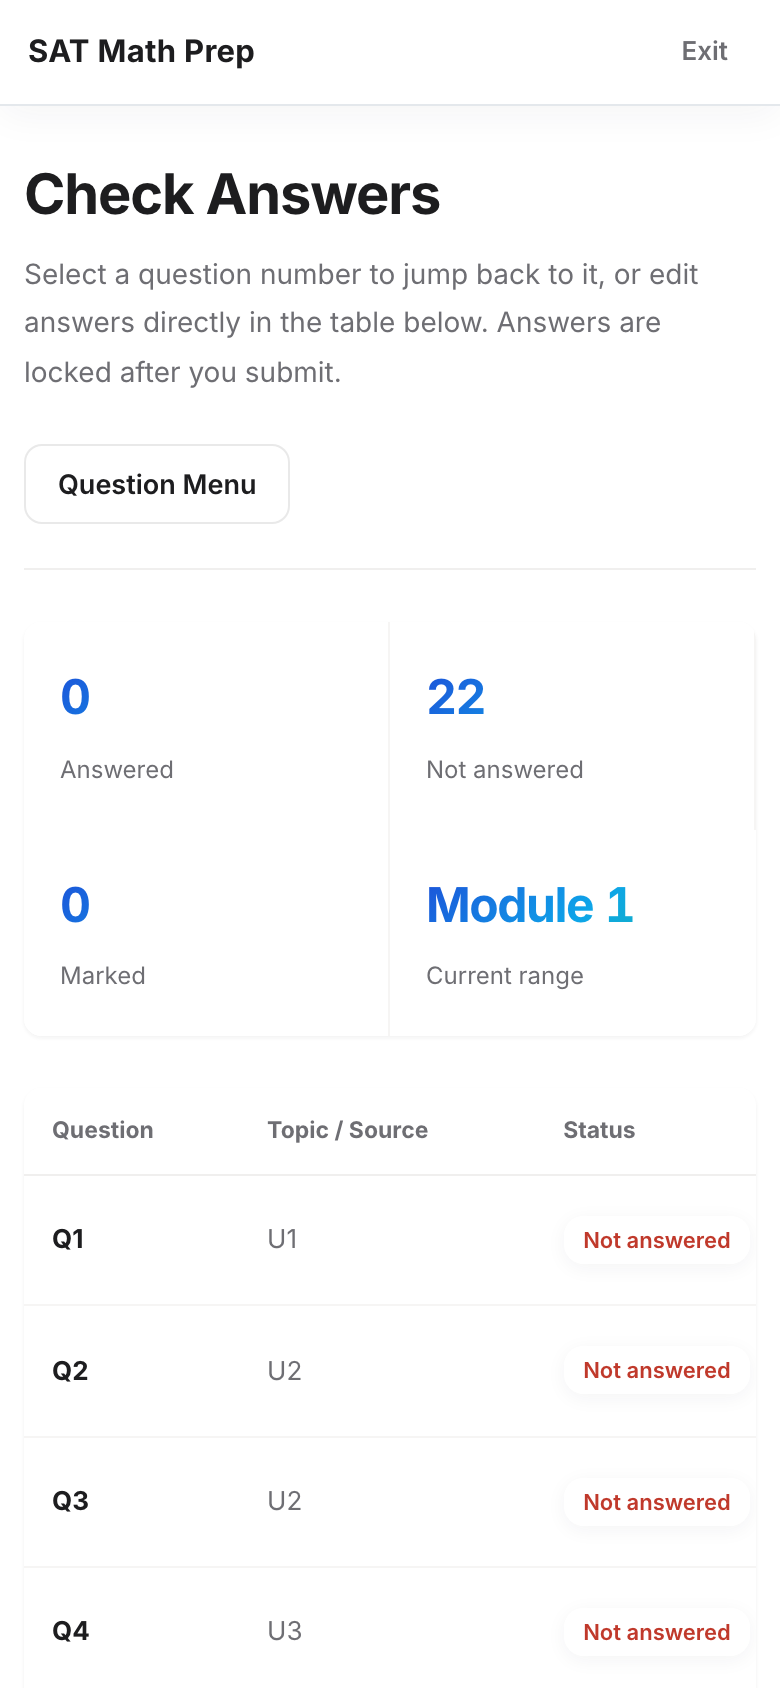 SAT Math Prep
Exit
Check Answers
Select a question number to jump back to it, or edit
answers directly in the table below. Answers are
locked after you submit.
Question Menu
0
Answered
22
Not answered
0
Marked
Module 1
Current range
Question Topic / Source Status
Q1 U1 Not answered
Q2 U2 Not answered
Q3 U2 Not answered
Q4 U3 Not answered